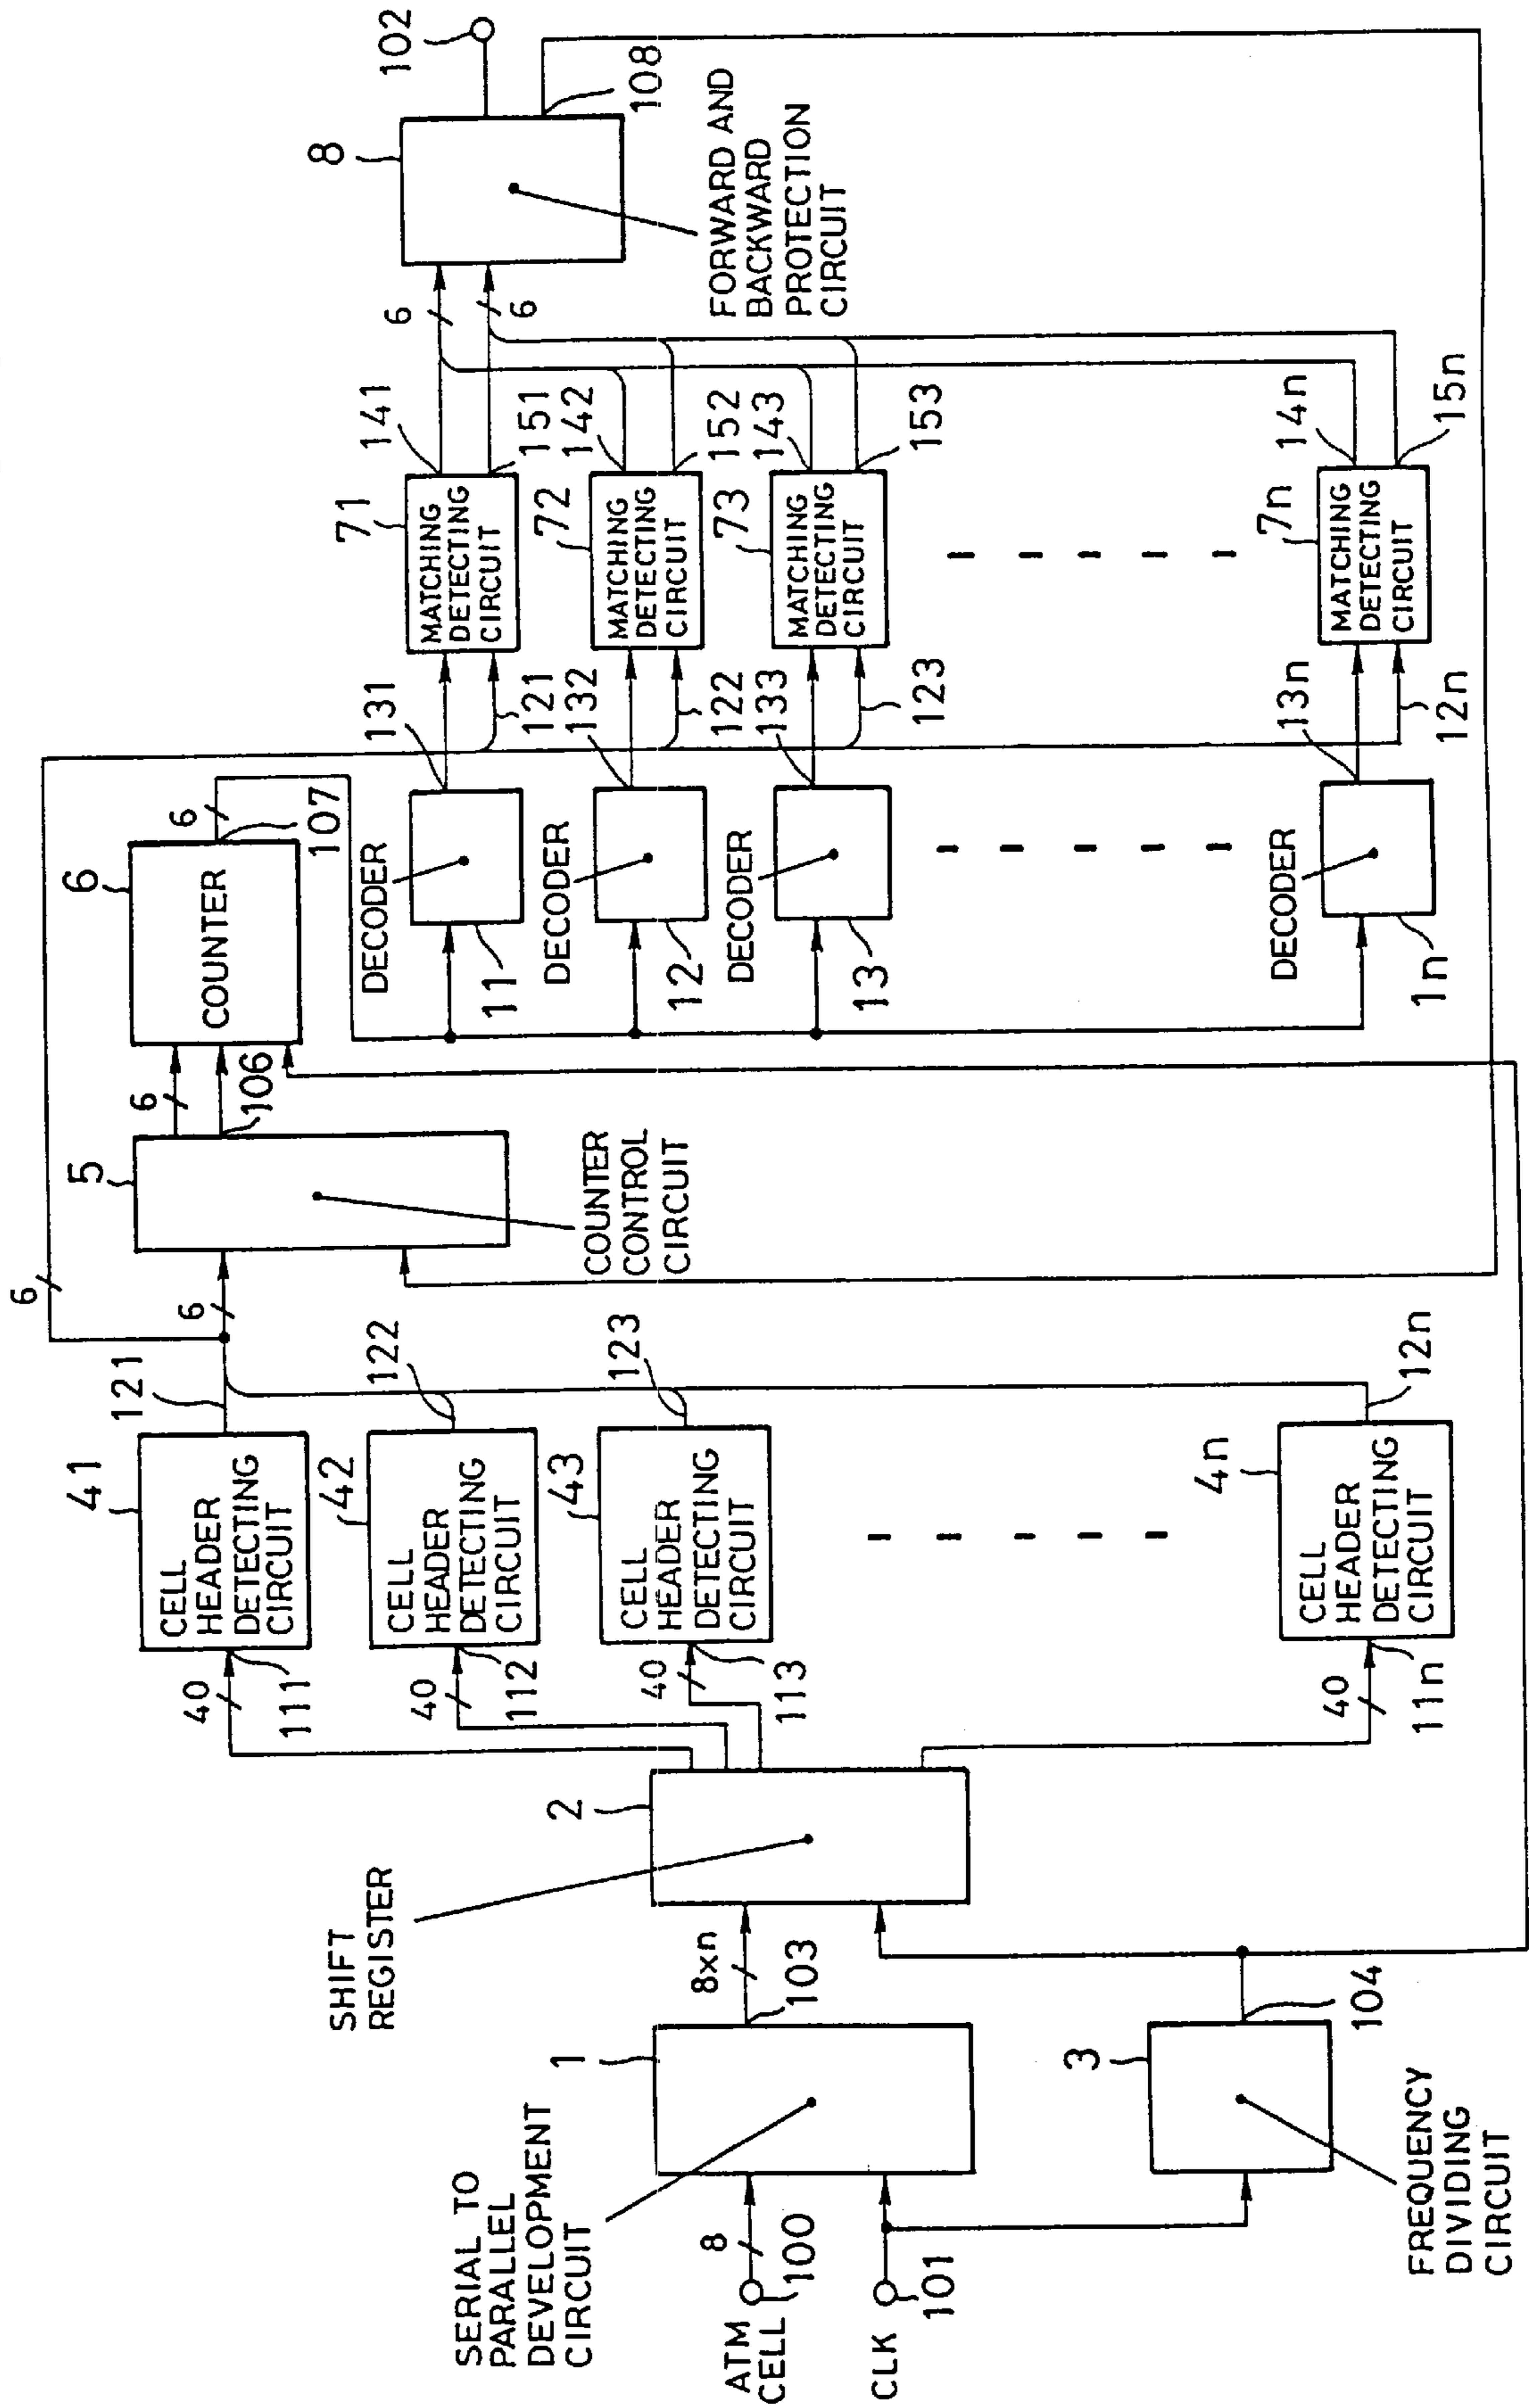 SERIAL TO
PARALLEL
DEVELOPMENT
CIRCUIT
ATM
CELL
8
100
CLK
101
1
8xn
103
3
104
FREQUENCY
DIVIDING
CIRCUIT
SHIFT
REGISTER
2
40
111
40
112
40
113
40
11n
41
CELL
HEADER
DETECTING
CIRCUIT
121
42
CELL
HEADER
DETECTING
CIRCUIT
122
43
CELL
HEADER
DETECTING
CIRCUIT
123
4n
CELL
HEADER
DETECTING
CIRCUIT
12n
6
6
5
COUNTER
CONTROL
CIRCUIT
6
106
6
COUNTER
6
107
DECODER
11
131
DECODER
12
132
DECODER
13
133
DECODER
1n
13n
121
122
123
12n
71
MATCHING
DETECTING
CIRCUIT
141
151
72
MATCHING
DETECTING
CIRCUIT
142
152
73
MATCHING
DETECTING
CIRCUIT
143
153
7n
MATCHING
DETECTING
CIRCUIT
14n
15n
6
6
8
FORWARD AND
BACKWARD
PROTECTION
CIRCUIT
102
108